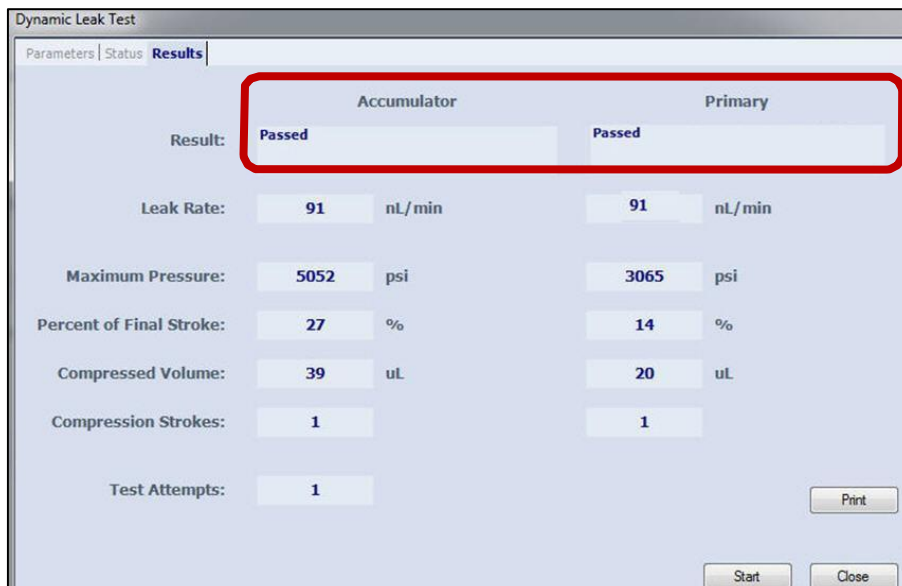 Dynamic Leak Test
Parameters Status Results
Accumulator Primary
Result: Passed Passed
Leak Rate: 91 nL/min 91 nL/min
Maximum Pressure: 5052 psi 3065 psi
Percent of Final Stroke: 27 % 14 %
Compressed Volume: 39 uL 20 uL
Compression Strokes: 1 1
Test Attempts: 1
Print
Start Close